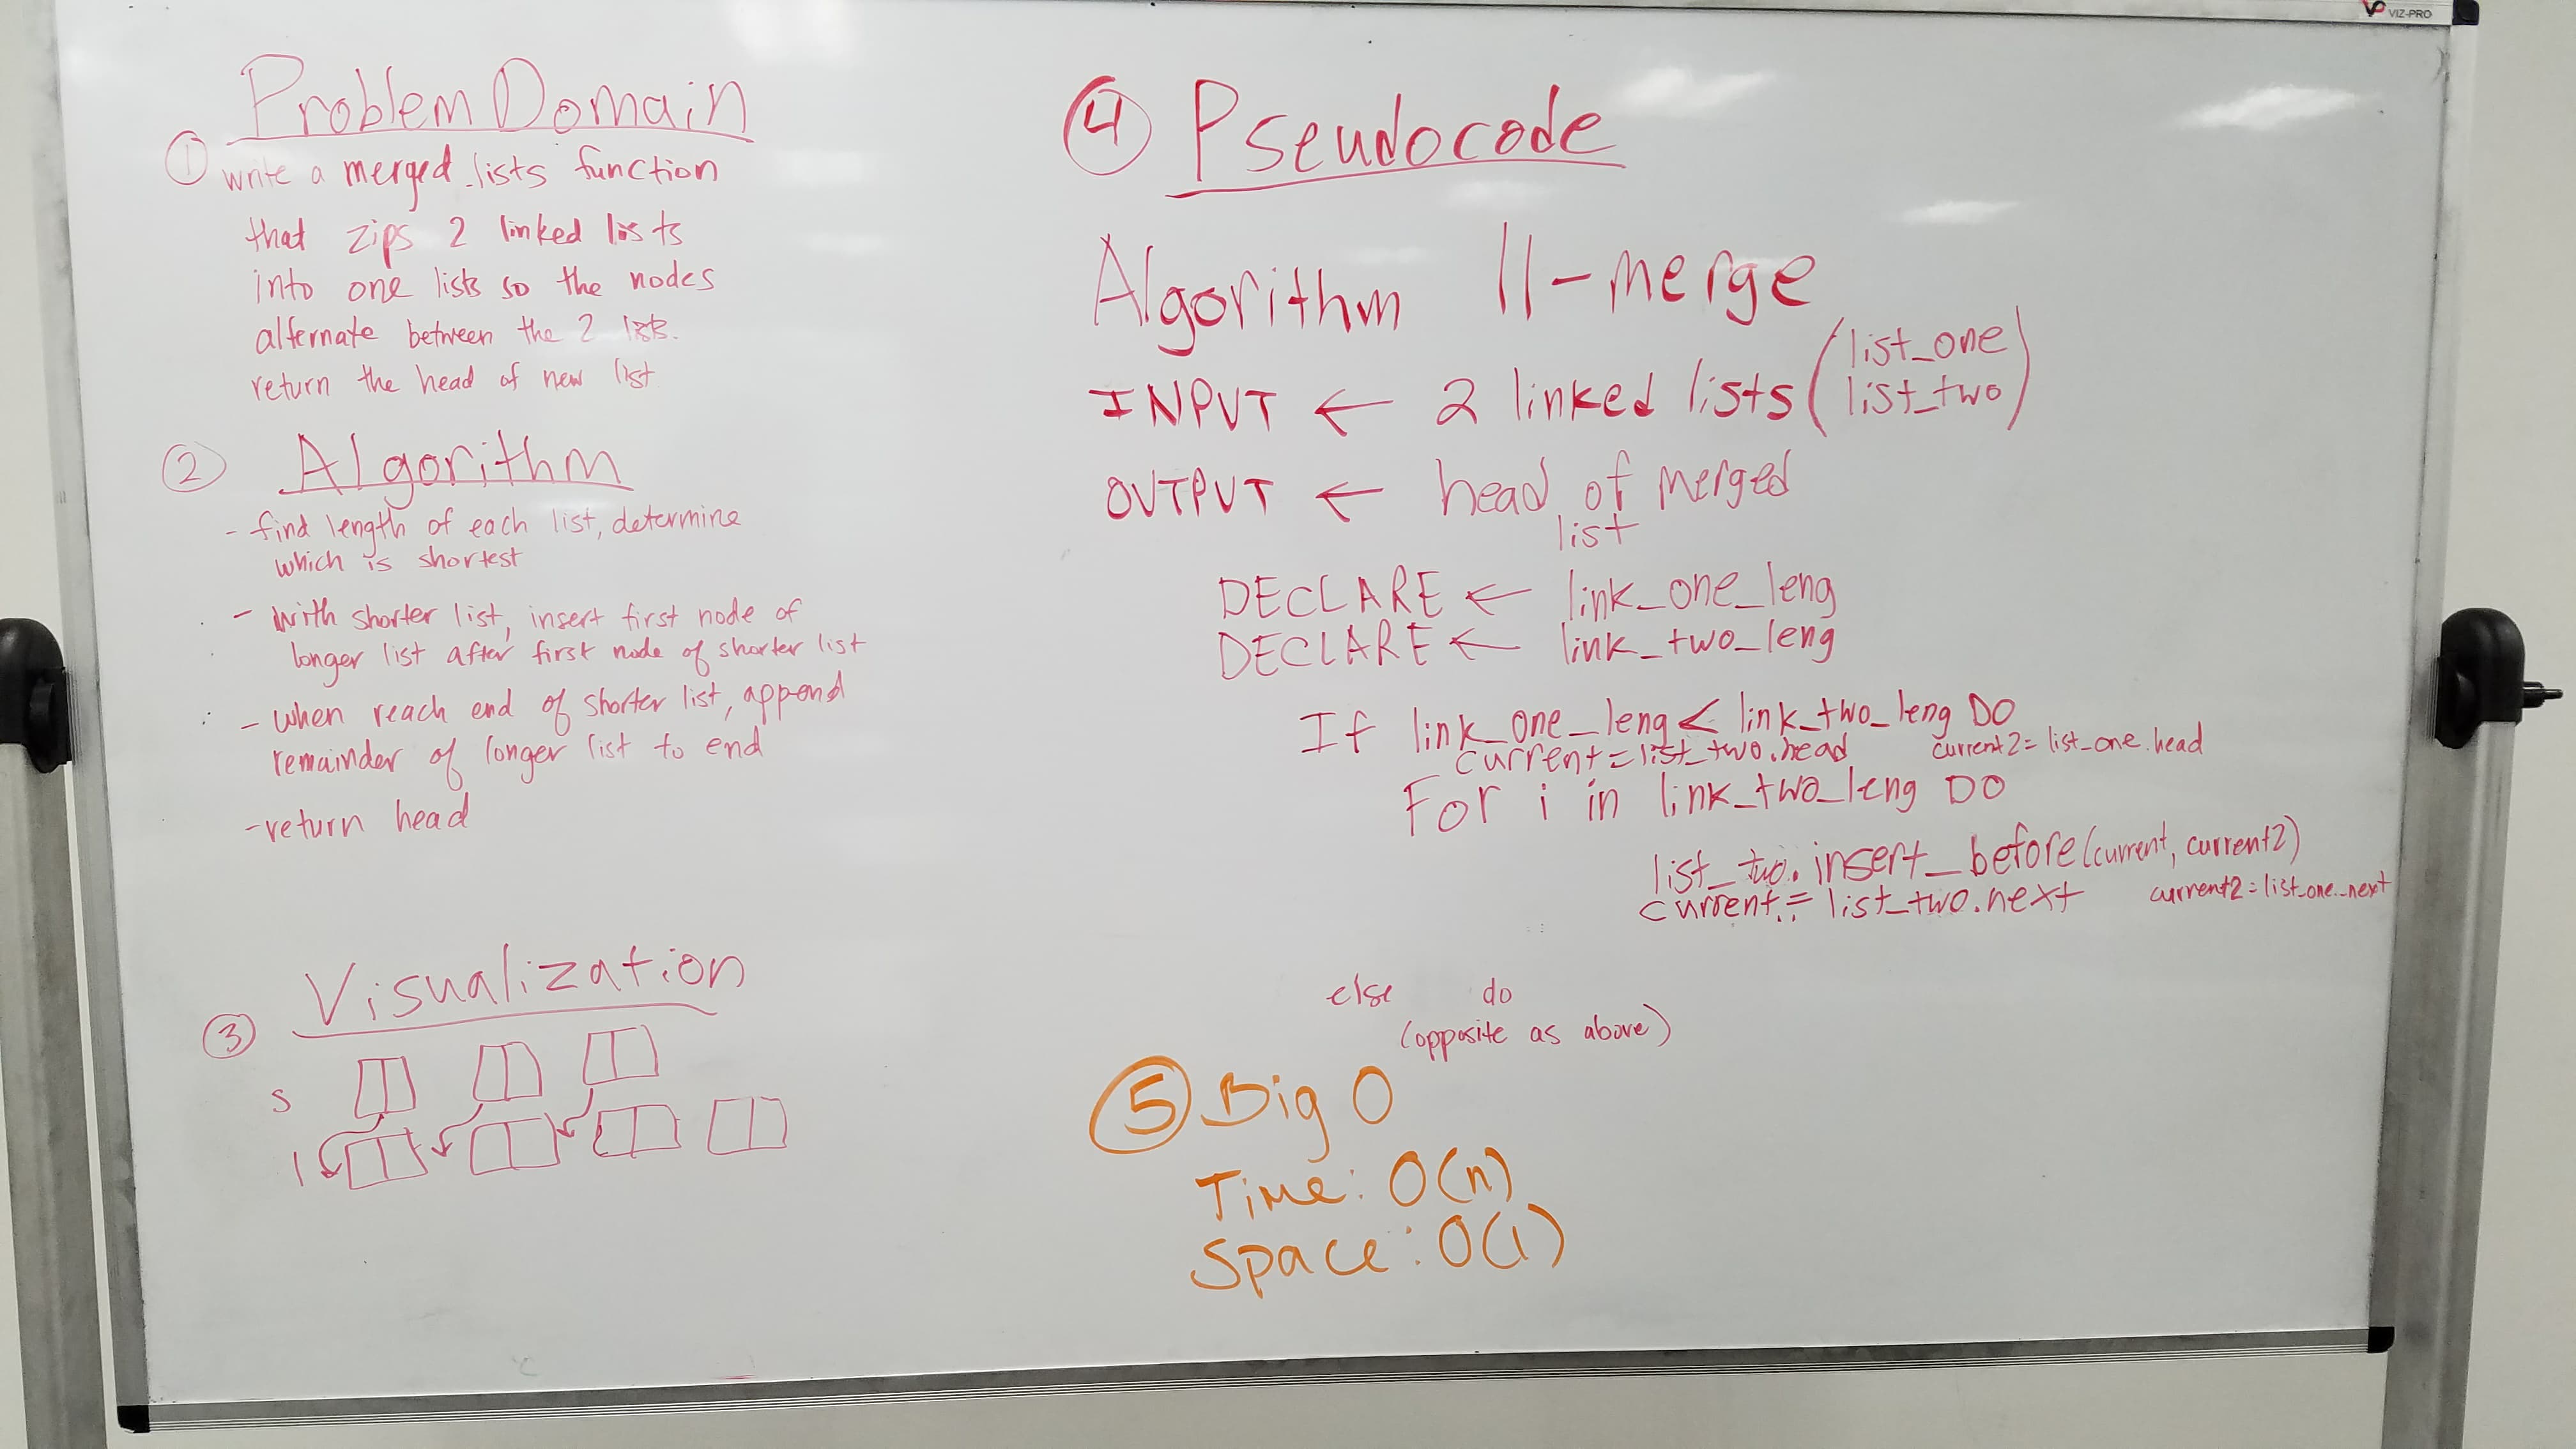 VIZ-PRO
Problem Domain
① write a merged_lists function
that zips 2 linked lists
into one lists so the nodes
alternate between the 2 lists.
return the head of new list
② Algorithm
- find length of each list, determine
which is shortest
- with shorter list, insert first node of
longer list after first node of shorter list
- when reach end of shorter list, append
remainder of longer list to end
- return head
Visualization
③
S
l
④ Pseudocode
Algorithm ll-merge
INPUT ← 2 linked lists (list_one
list_two)
OUTPUT ← head of merged
list
DECLARE ← link_one_leng
DECLARE ← link_two_leng
If link_one_leng < link_two_leng DO
current = list_two.head current2 = list_one.head
For i in link_two_leng DO
list_two.insert_before(current, current2)
current = list_two.next current2 = list_one.next
else do
(opposite as above)
⑤ Big O
Time: O(n)
Space: O(1)